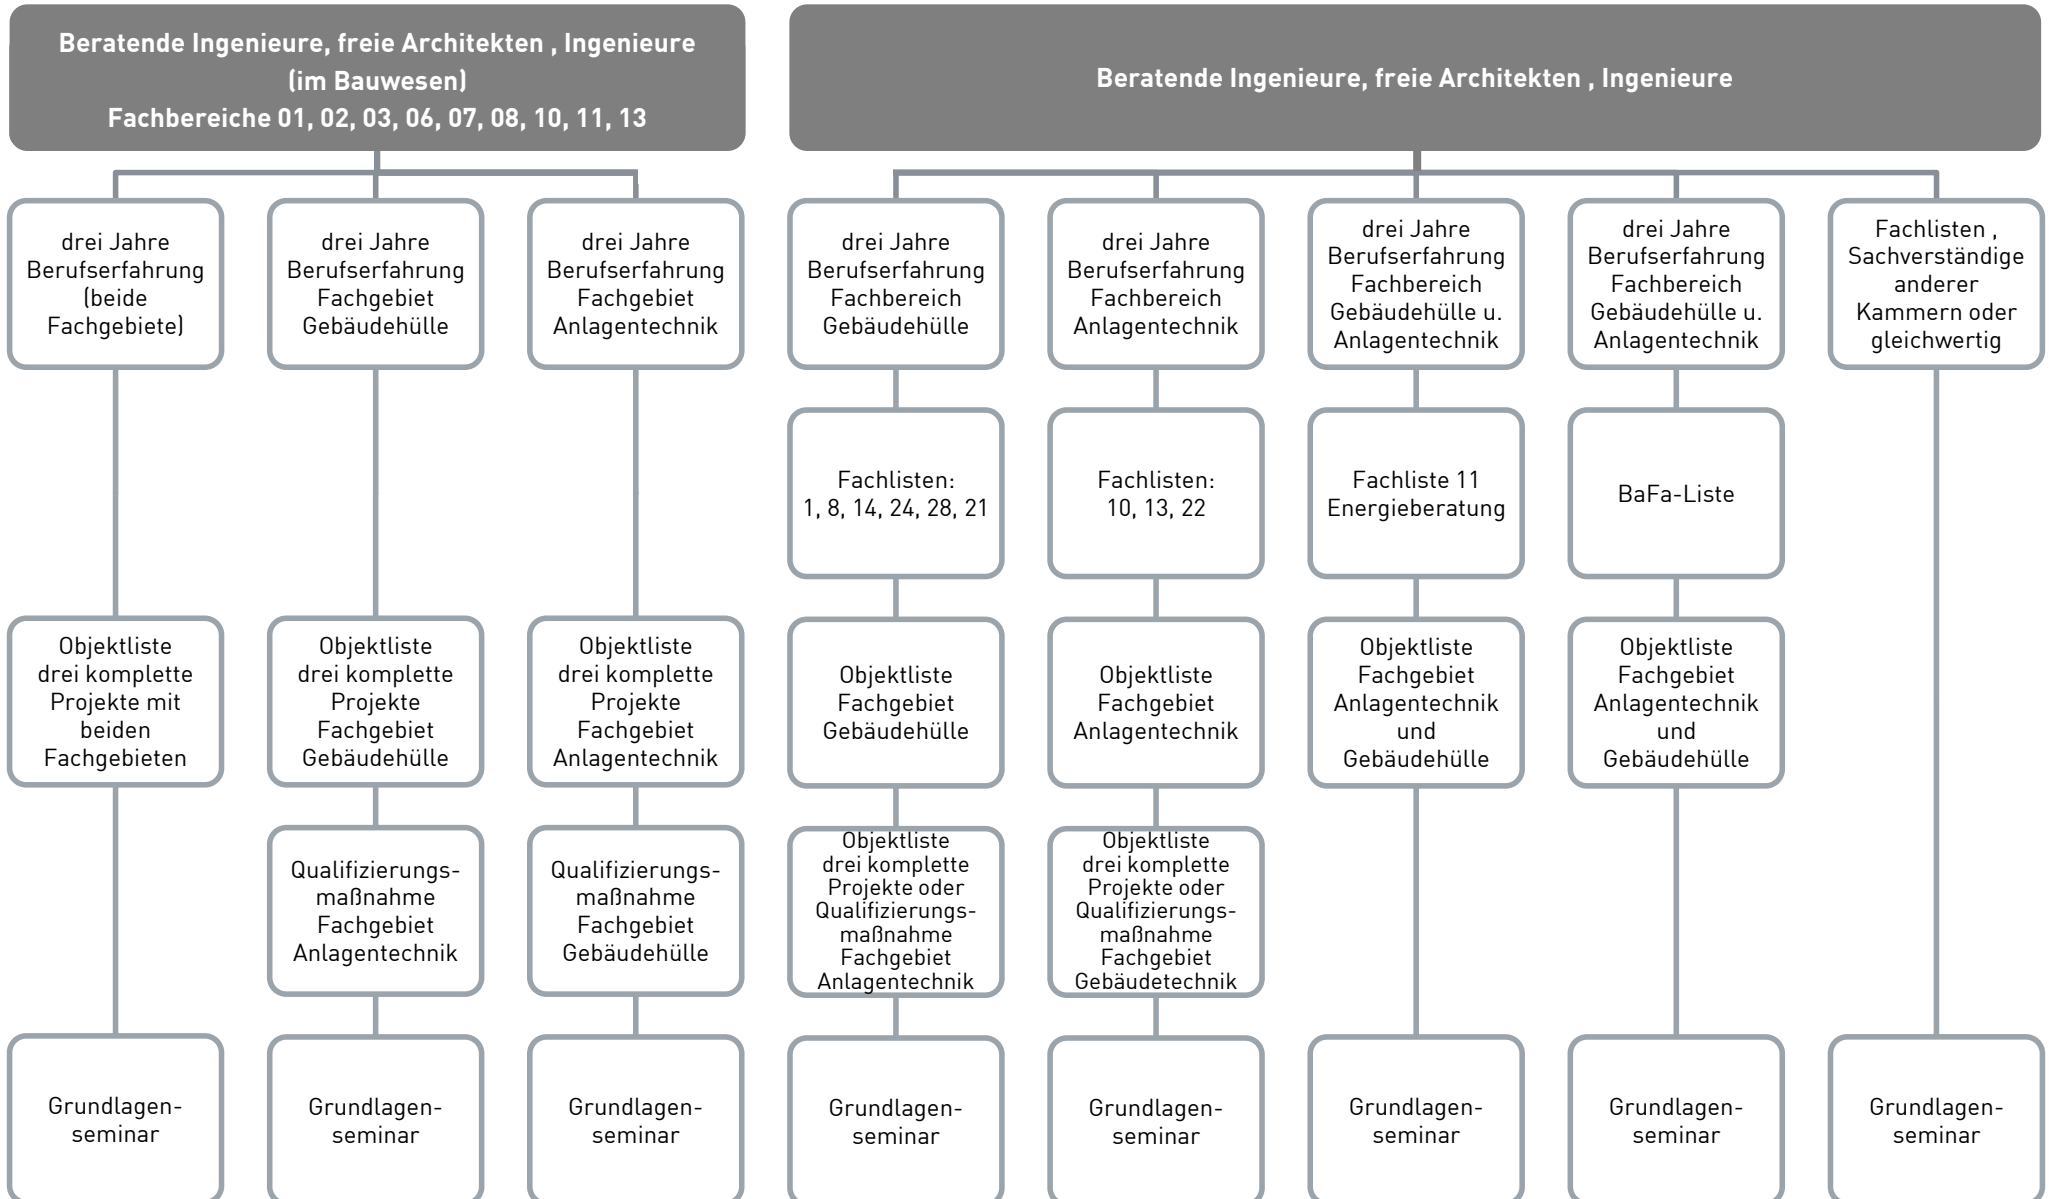 Beratende Ingenieure, freie Architekten , Ingenieure
(im Bauwesen)
Fachbereiche 01, 02, 03, 06, 07, 08, 10, 11, 13
Beratende Ingenieure, freie Architekten , Ingenieure
drei Jahre
Berufserfahrung
(beide
Fachgebiete)
drei Jahre
Berufserfahrung
Fachgebiet
Gebäudehülle
drei Jahre
Berufserfahrung
Fachgebiet
Anlagentechnik
drei Jahre
Berufserfahrung
Fachbereich
Gebäudehülle
drei Jahre
Berufserfahrung
Fachbereich
Anlagentechnik
drei Jahre
Berufserfahrung
Fachbereich
Gebäudehülle u.
Anlagentechnik
drei Jahre
Berufserfahrung
Fachbereich
Gebäudehülle u.
Anlagentechnik
Fachlisten ,
Sachverständige
anderer
Kammern oder
gleichwertig
Fachlisten:
1, 8, 14, 24, 28, 21
Fachlisten:
10, 13, 22
Fachliste 11
Energieberatung
BaFa-Liste
Objektliste
drei komplette
Projekte mit
beiden
Fachgebieten
Objektliste
drei komplette
Projekte
Fachgebiet
Gebäudehülle
Objektliste
drei komplette
Projekte
Fachgebiet
Anlagentechnik
Objektliste
Fachgebiet
Gebäudehülle
Objektliste
Fachgebiet
Anlagentechnik
Objektliste
Fachgebiet
Anlagentechnik
und
Gebäudehülle
Objektliste
Fachgebiet
Anlagentechnik
und
Gebäudehülle
Qualifizierungs-
maßnahme
Fachgebiet
Anlagentechnik
Qualifizierungs-
maßnahme
Fachgebiet
Gebäudehülle
Objektliste
drei komplette
Projekte oder
Qualifizierungs-
maßnahme
Fachgebiet
Anlagentechnik
Objektliste
drei komplette
Projekte oder
Qualifizierungs-
maßnahme
Fachgebiet
Gebäudetechnik
Grundlagen-
seminar
Grundlagen-
seminar
Grundlagen-
seminar
Grundlagen-
seminar
Grundlagen-
seminar
Grundlagen-
seminar
Grundlagen-
seminar
Grundlagen-
seminar